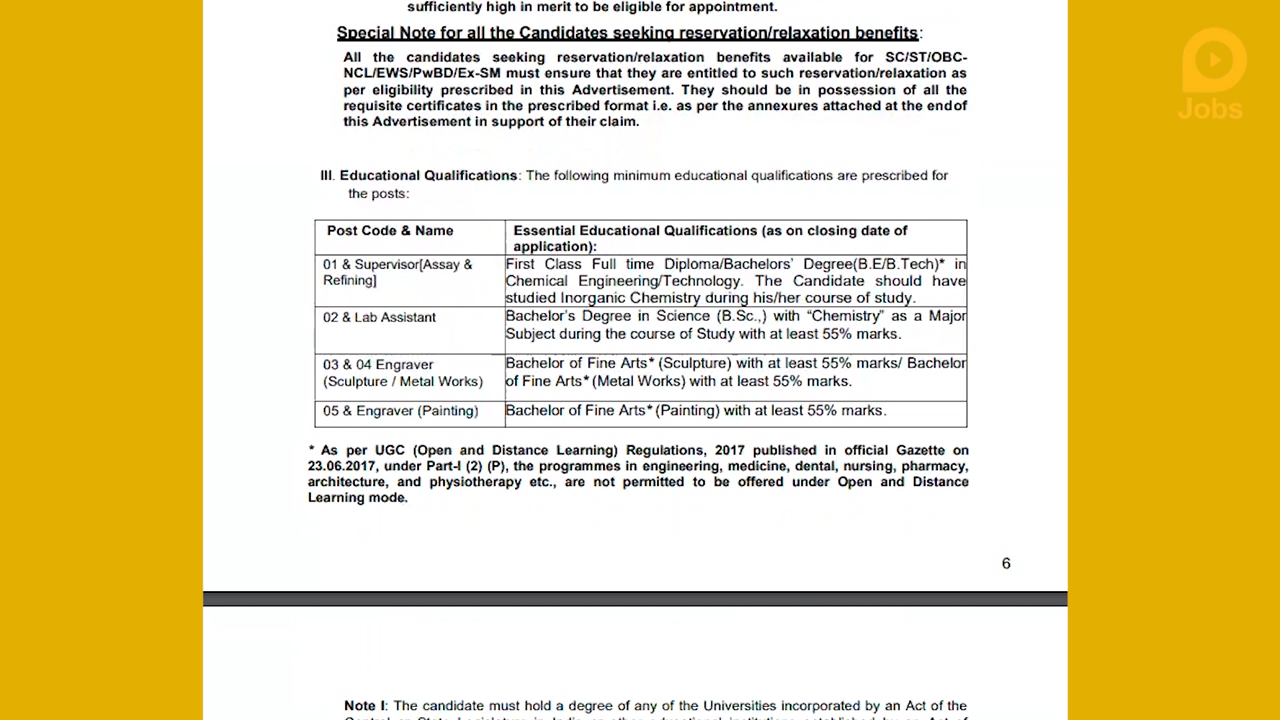 sufficiently high in merit to be eligible for appointment.
Special Note for all the Candidates seeking reservation/relaxation benefits:
All the candidates seeking reservation/relaxation benefits available for SC/ST/OBC-
NCL/EWS/PwBD/Ex-SM must ensure that they are entitled to such reservation/relaxation as
per eligibility prescribed in this Advertisement. They should be in possession of all the
requisite certificates in the prescribed format i.e. as per the annexures attached at the endof
this Advertisement in support of their claim.
Jobs
III. Educational Qualifications: The following minimum educational qualifications are prescribed for
the posts:
Post Code & Name
Essential Educational Qualifications (as on closing date of
application):
01 & Supervisor[Assay &
Refining]
First Class Full time Diploma/Bachelors' Degree(B.E/B.Tech)* in
Chemical Engineering/Technology. The Candidate should have
studied Inorganic Chemistry during his/her course of study.
02 & Lab Assistant
Bachelor's Degree in Science (B.Sc.,) with "Chemistry" as a Major
Subject during the course of Study with at least 55% marks.
03 & 04 Engraver
(Sculpture / Metal Works)
Bachelor of Fine Arts* (Sculpture) with at least 55% marks/ Bachelor
of Fine Arts* (Metal Works) with at least 55% marks.
05 & Engraver (Painting)
Bachelor of Fine Arts* (Painting) with at least 55% marks.
* As per UGC (Open and Distance Learning) Regulations, 2017 published in official Gazette on
23.06.2017, under Part-I (2) (P), the programmes in engineering, medicine, dental, nursing, pharmacy,
architecture, and physiotherapy etc., are not permitted to be offered under Open and Distance
Learning mode.
6
Note I: The candidate must hold a degree of any of the Universities incorporated by an Act of the